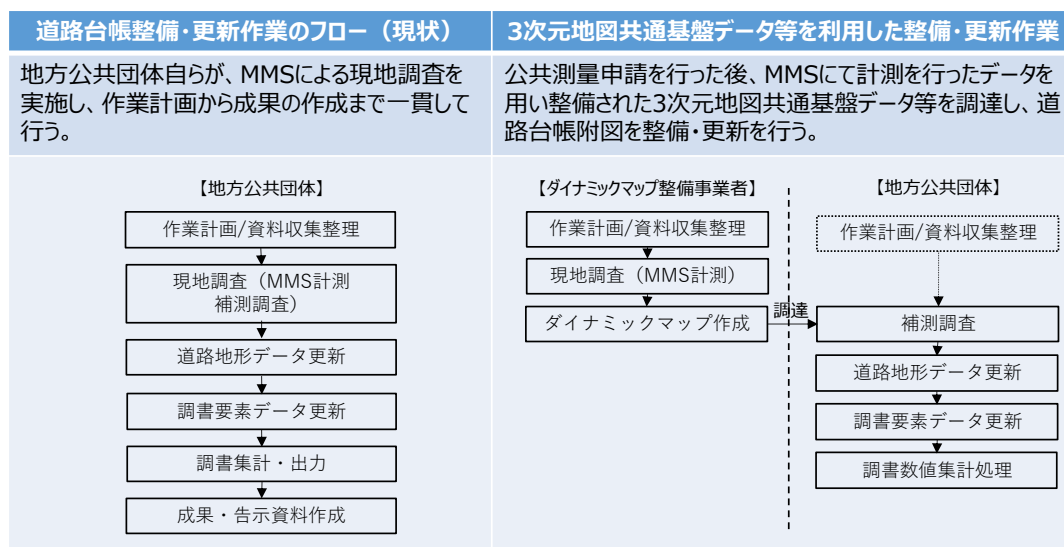 道路台帳整備・更新作業のフロー（現状）
地方公共団体自らが、MMSによる現地調査を
実施し、作業計画から成果の作成まで一貫して
行う。
【地方公共団体】
作業計画/資料収集整理
現地調査（MMS計測
補測調査）
道路地形データ更新
調書要素データ更新
調書集計・出力
成果・告示資料作成
3次元地図共通基盤データ等を利用した整備・更新作業
公共測量申請を行った後、MMSにて計測を行ったデータを
用い整備された3次元地図共通基盤データ等を調達し、道
路台帳附図を整備・更新を行う。
【ダイナミックマップ整備事業者】
作業計画/資料収集整理
現地調査（MMS計測）
ダイナミックマップ作成
調達
【地方公共団体】
作業計画/資料収集整理
補測調査
道路地形データ更新
調書要素データ更新
調書数値集計処理